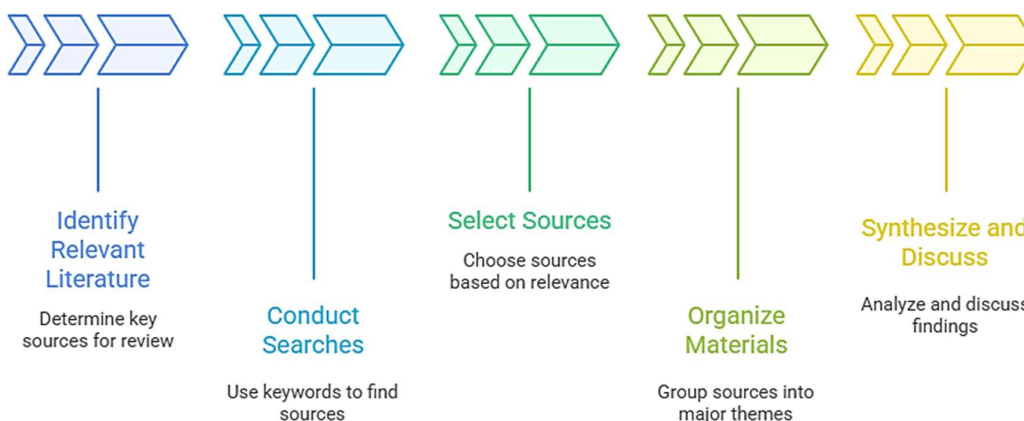 Identify
Relevant
Literature
Determine key
sources for review
Conduct
Searches
Use keywords to find
sources
Select Sources
Choose sources
based on relevance
Organize
Materials
Group sources into
major themes
Synthesize and
Discuss
Analyze and discuss
findings